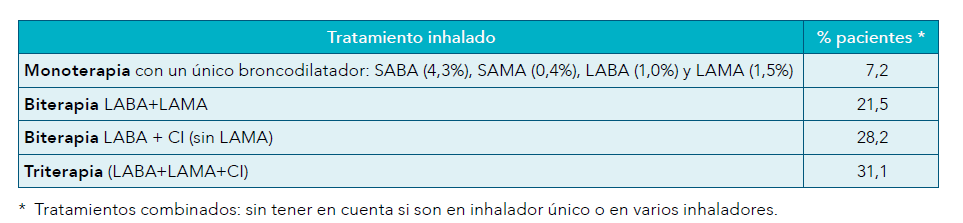 Tratamiento inhalado % pacientes *
Monoterapia con un único broncodilatador: SABA (4,3%), SAMA (0,4%), LABA (1,0%) y LAMA (1,5%) 7,2
Biterapia LABA+LAMA 21,5
Biterapia LABA + CI (sin LAMA) 28,2
Triterapia (LABA+LAMA+CI) 31,1
* Tratamientos combinados: sin tener en cuenta si son en inhalador único o en varios inhaladores.